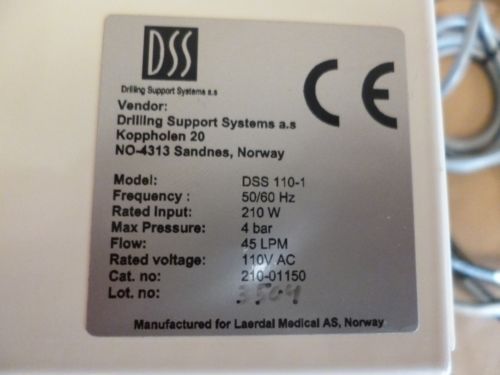 DSS
Drilling Support Systems a.s
CE
Vendor:
Drilling Support Systems a.s
Koppholen 20
NO-4313 Sandnes, Norway
Model: DSS 110-1
Frequency : 50/60 Hz
Rated Input: 210 W
Max Pressure: 4 bar
Flow: 45 LPM
Rated voltage: 110V AC
Cat. no: 210-01150
Lot. no: 3504
Manufactured for Laerdal Medical AS, Norway